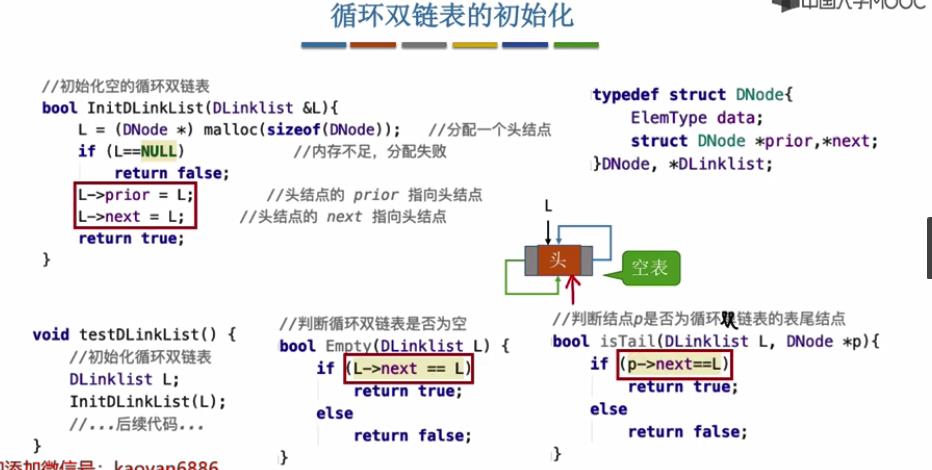 循环双链表的初始化
中国大学MOOC
//初始化空的循环双链表
bool InitDLinkList(DLinklist &L){
L = (DNode *) malloc(sizeof(DNode)); //分配一个头结点
if (L==NULL) //内存不足，分配失败
return false;
L->prior = L; //头结点的 prior 指向头结点
L->next = L; //头结点的 next 指向头结点
return true;
}
typedef struct DNode{
ElemType data;
struct DNode *prior,*next;
}DNode, *DLinklist;
L
头
空表
void testDLinkList() {
//初始化循环双链表
DLinklist L;
InitDLinkList(L);
//...后续代码...
}
//判断循环双链表是否为空
bool Empty(DLinklist L) {
if (L->next == L)
return true;
else
return false;
}
//判断结点p是否为循环双链表的表尾结点
bool isTail(DLinklist L, DNode *p){
if (p->next==L)
return true;
else
return false;
}
添加微信号：kaoyan6886